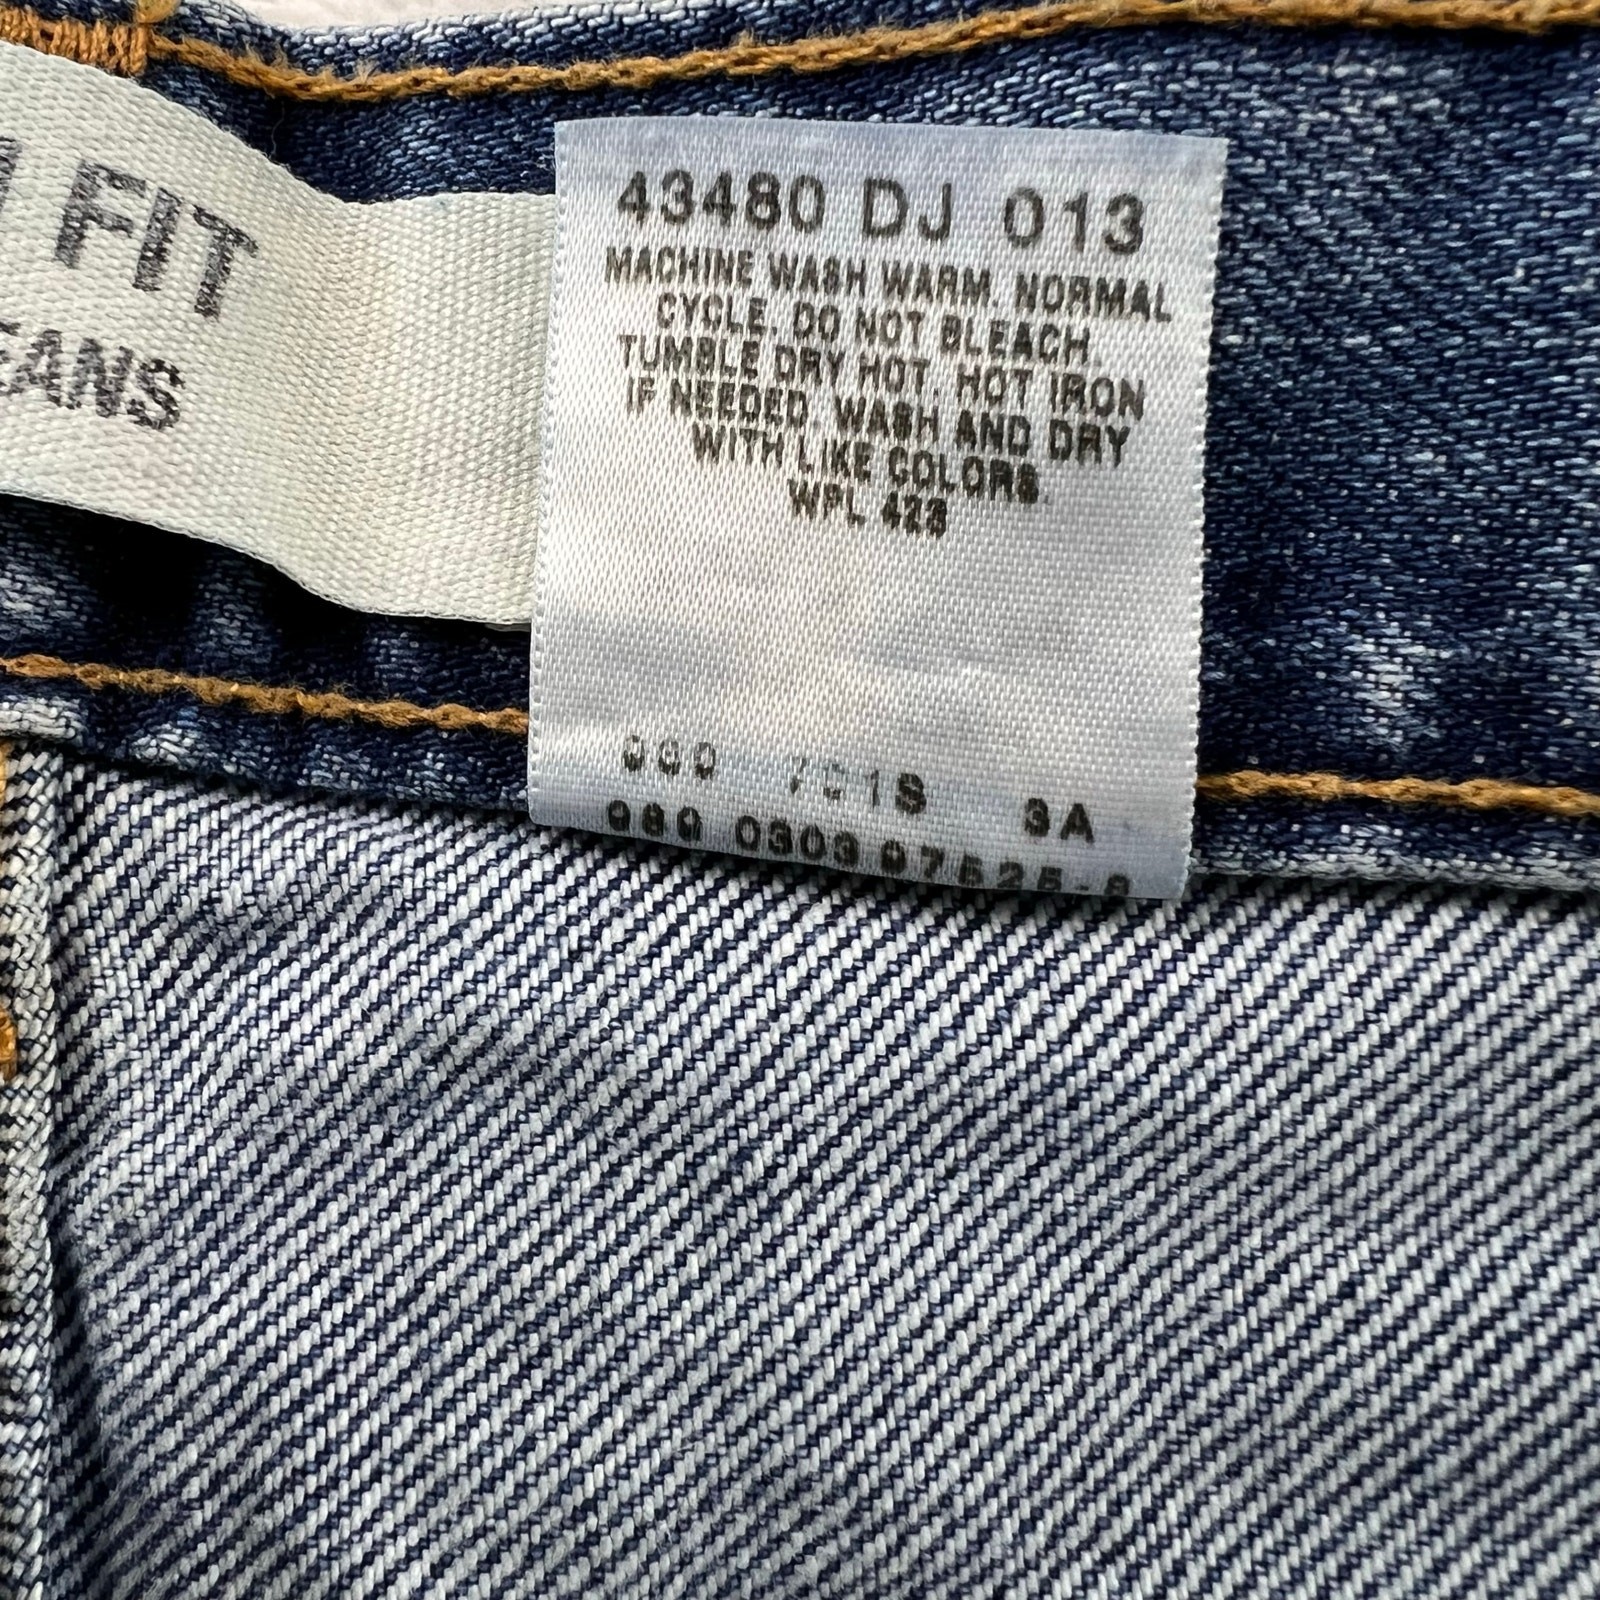 FIT
43480 DJ 013
MACHINE WASH WARM. NORMAL
CYCLE. DO NOT BLEACH.
TUMBLE DRY HOT. HOT IRON
IF NEEDED. WASH AND DRY
WITH LIKE COLORS.
WPL 423
3A
0303